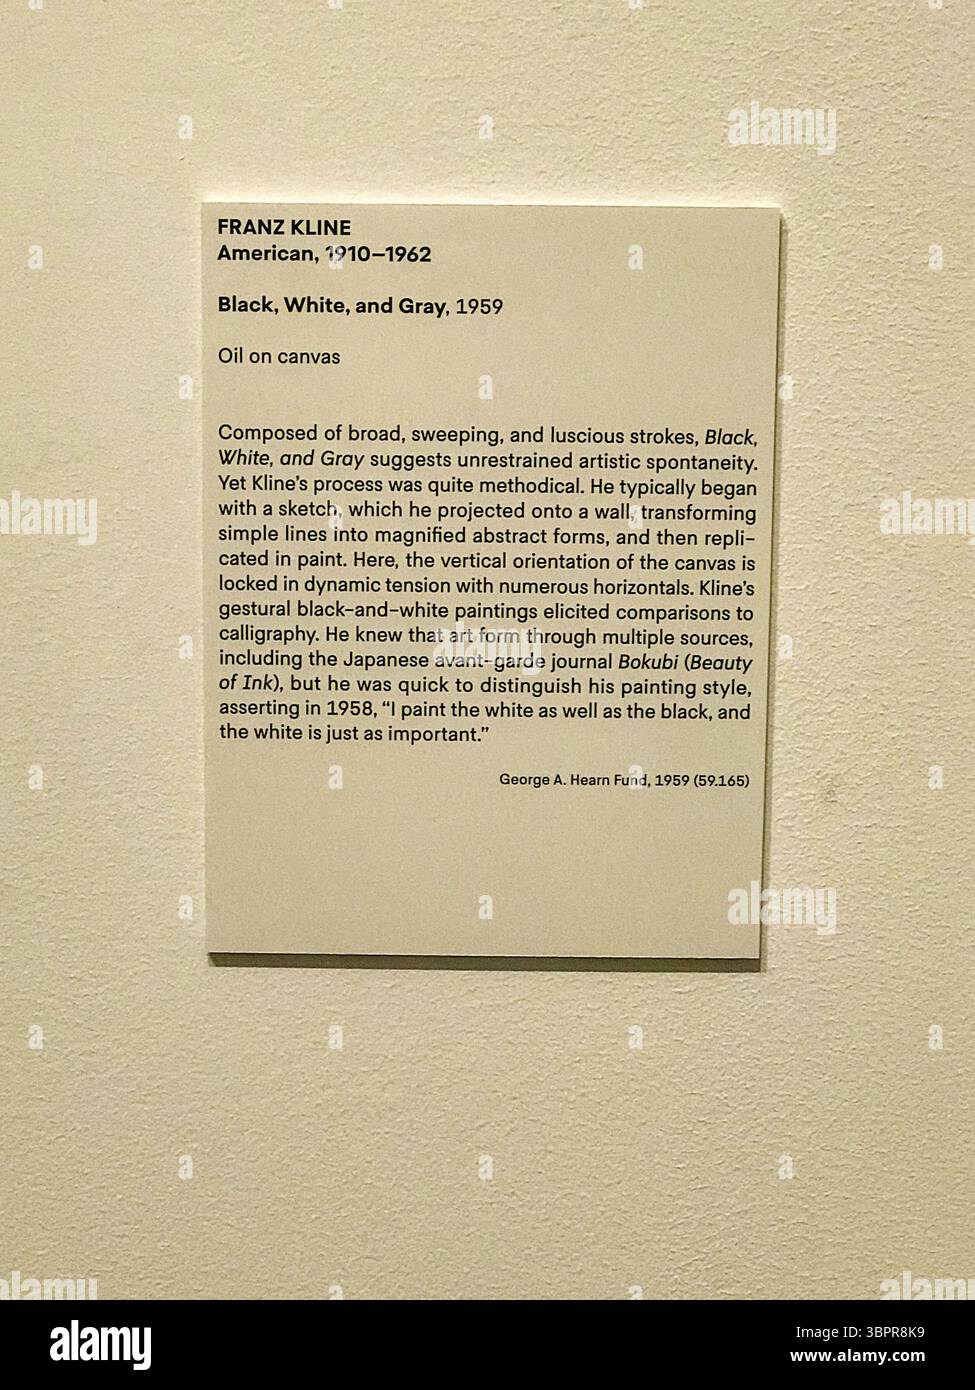 FRANZ KLINE
American, 1910–1962
Black, White, and Gray, 1959
Oil on canvas
Composed of broad, sweeping, and luscious strokes, Black,
White, and Gray suggests unrestrained artistic spontaneity.
Yet Kline's process was quite methodical. He typically began
with a sketch, which he projected onto a wall, transforming
simple lines into magnified abstract forms, and then repli-
cated in paint. Here, the vertical orientation of the canvas is
locked in dynamic tension with numerous horizontals. Kline's
gestural black-and-white paintings elicited comparisons to
calligraphy. He knew that art form through multiple sources,
including the Japanese avant-garde journal Bokubi (Beauty
of Ink), but he was quick to distinguish his painting style,
asserting in 1958, “I paint the white as well as the black, and
the white is just as important.”
George A. Hearn Fund, 1959 (59.165)
a alamy
alamy
Image ID: 3BPR8K9
www.alamy.com